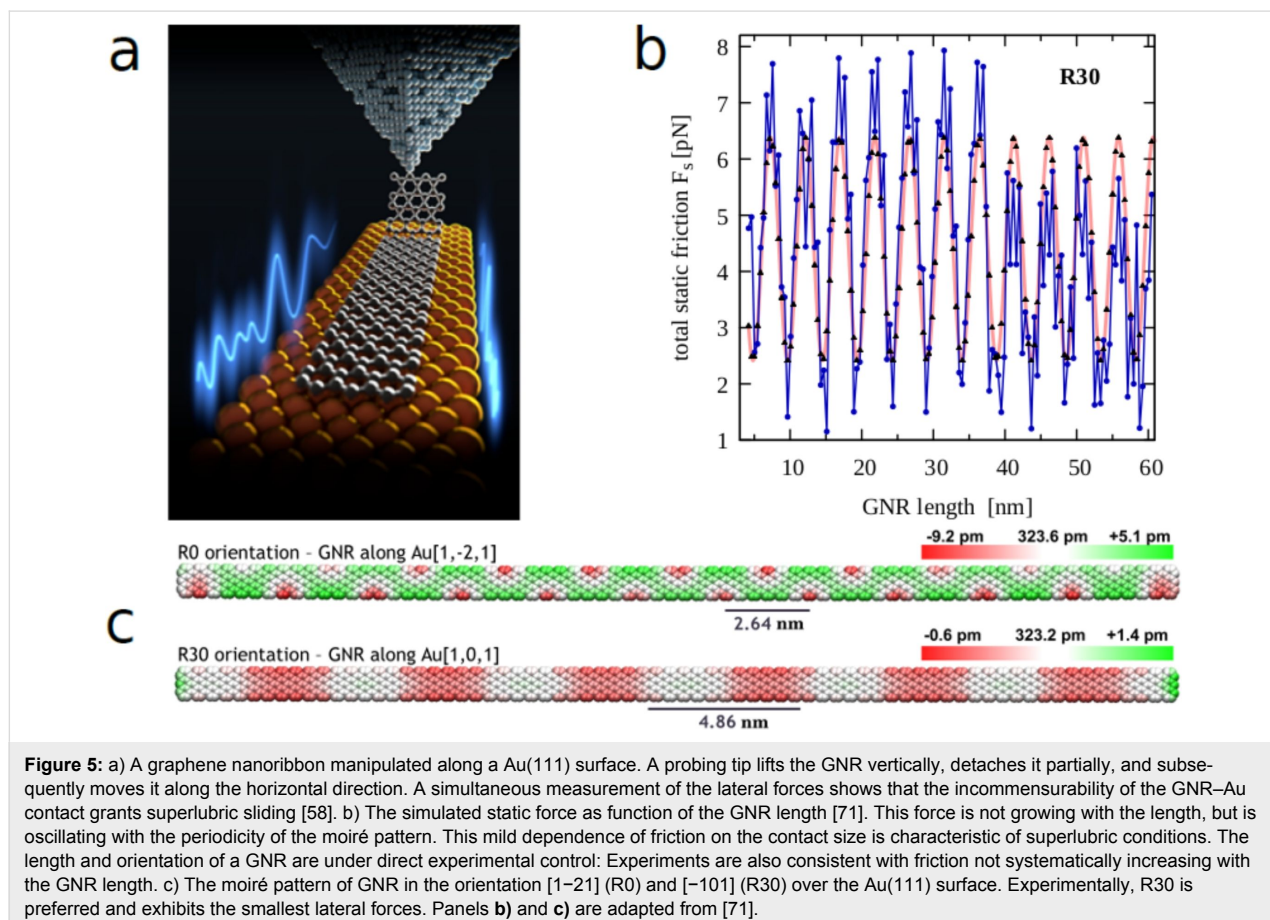 a
b
R30
total static friction Fₛ [pN]
8
7
6
5
4
3
2
1
10 20 30 40 50 60
GNR length [nm]
R0 orientation - GNR along Au[1,-2,1]
-9.2 pm 323.6 pm +5.1 pm
2.64 nm
c
R30 orientation - GNR along Au[1,0,1]
-0.6 pm 323.2 pm +1.4 pm
4.86 nm
Figure 5: a) A graphene nanoribbon manipulated along a Au(111) surface. A probing tip lifts the GNR vertically, detaches it partially, and subse-
quently moves it along the horizontal direction. A simultaneous measurement of the lateral forces shows that the incommensurability of the GNR–Au
contact grants superlubric sliding [58]. b) The simulated static force as function of the GNR length [71]. This force is not growing with the length, but is
oscillating with the periodicity of the moiré pattern. This mild dependence of friction on the contact size is characteristic of superlubric conditions. The
length and orientation of a GNR are under direct experimental control: Experiments are also consistent with friction not systematically increasing with
the GNR length. c) The moiré pattern of GNR in the orientation [1−21] (R0) and [−101] (R30) over the Au(111) surface. Experimentally, R30 is
preferred and exhibits the smallest lateral forces. Panels b) and c) are adapted from [71].